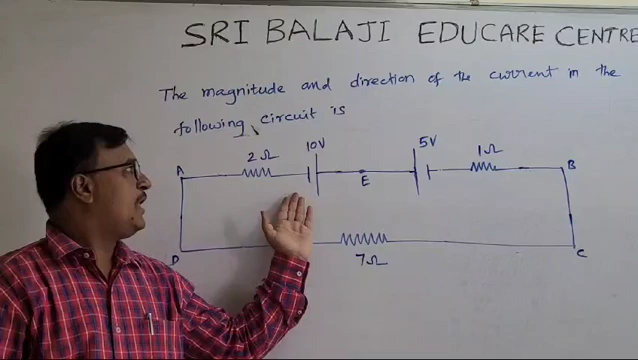 SRI BALAJI EDUCARE CENTRE
The magnitude and direction of the current in the
following circuit is
10V
5V
2Ω
1Ω
A
B
E
D
7Ω
C